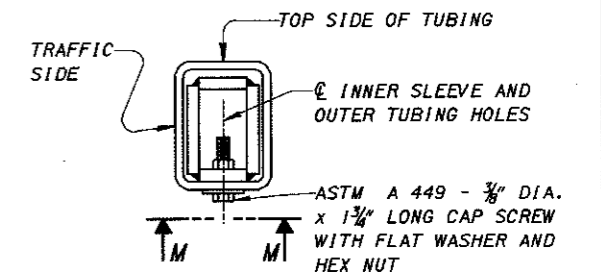 TOP SIDE OF TUBING
TRAFFIC
SIDE
℄ INNER SLEEVE AND
OUTER TUBING HOLES
ASTM A 449 - ⅜" DIA.
x 1¾" LONG CAP SCREW
WITH FLAT WASHER AND
HEX NUT
M M